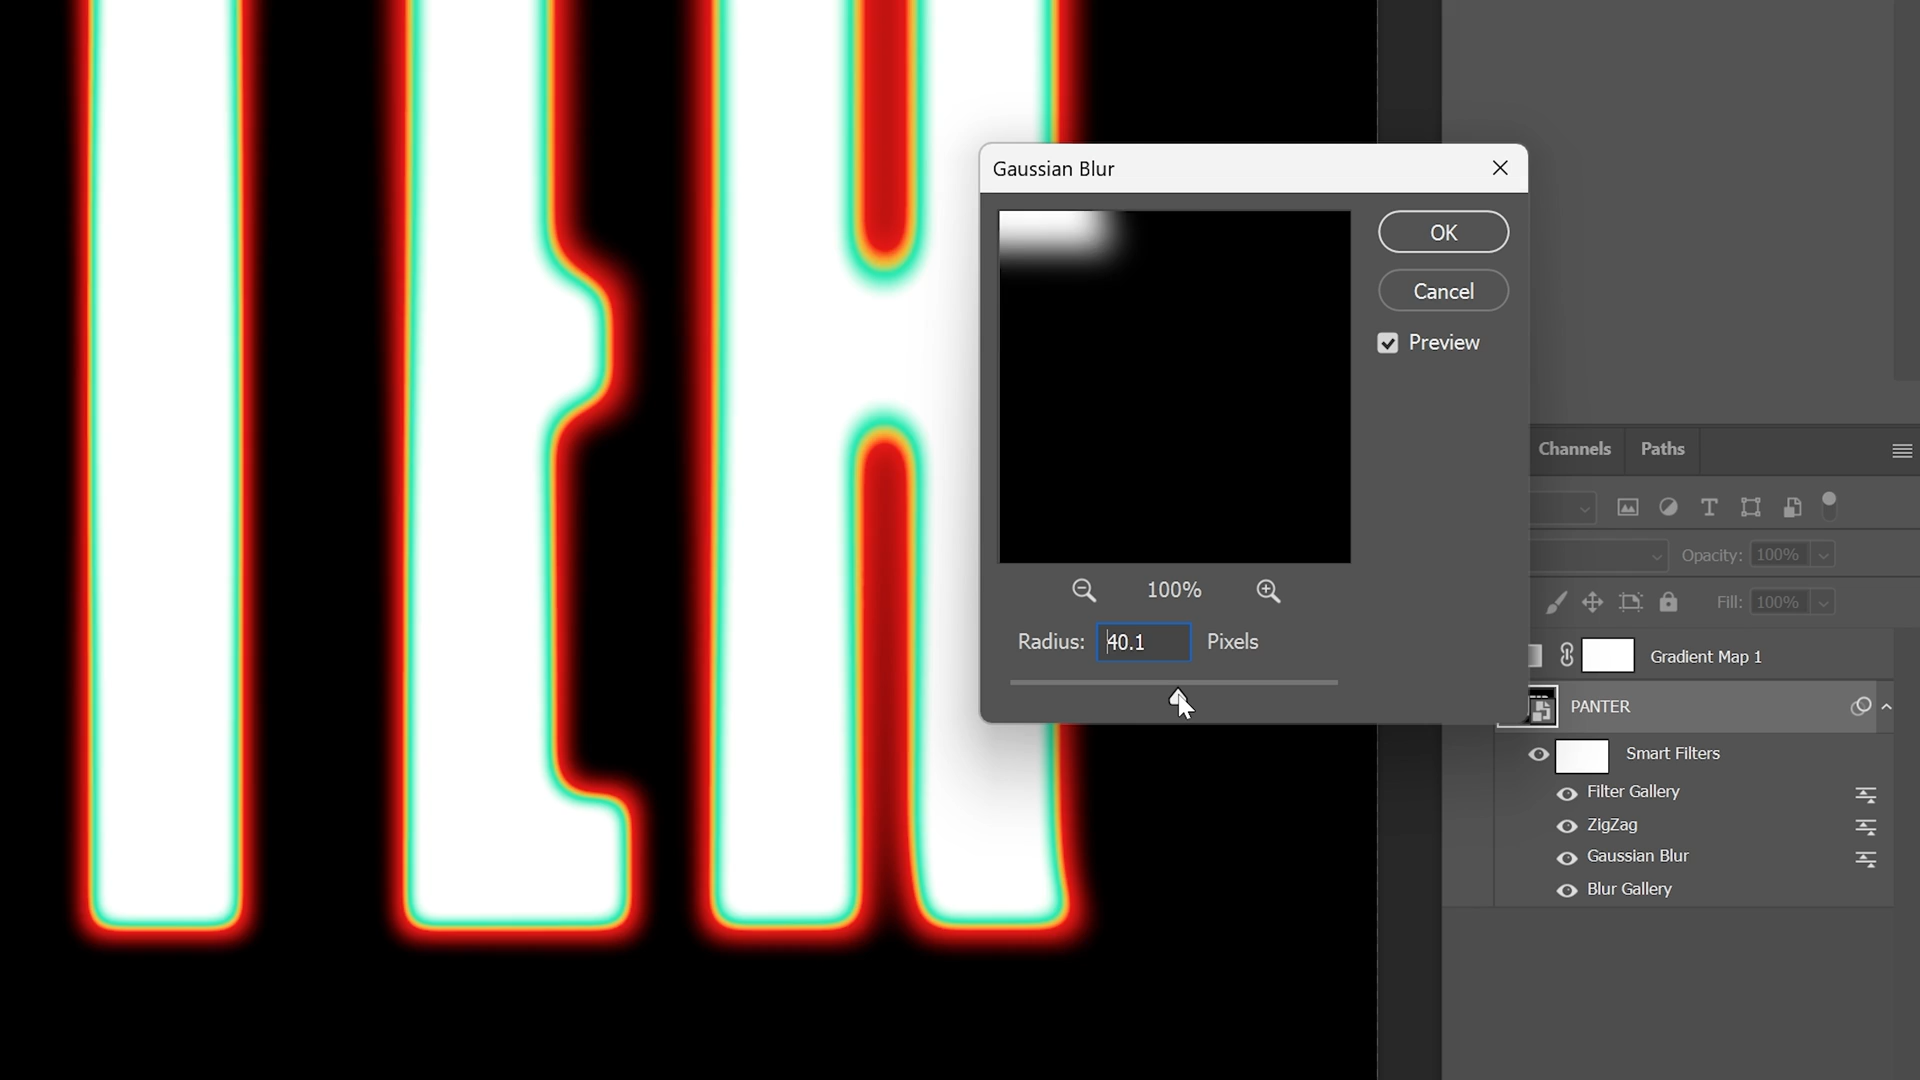 TER
Gaussian Blur
OK
Cancel
Preview
100%
Radius: 40.1 Pixels
Channels
Paths
Opacity: 100%
Fill: 100%
Gradient Map 1
PANTER
Smart Filters
Filter Gallery
ZigZag
Gaussian Blur
Blur Gallery